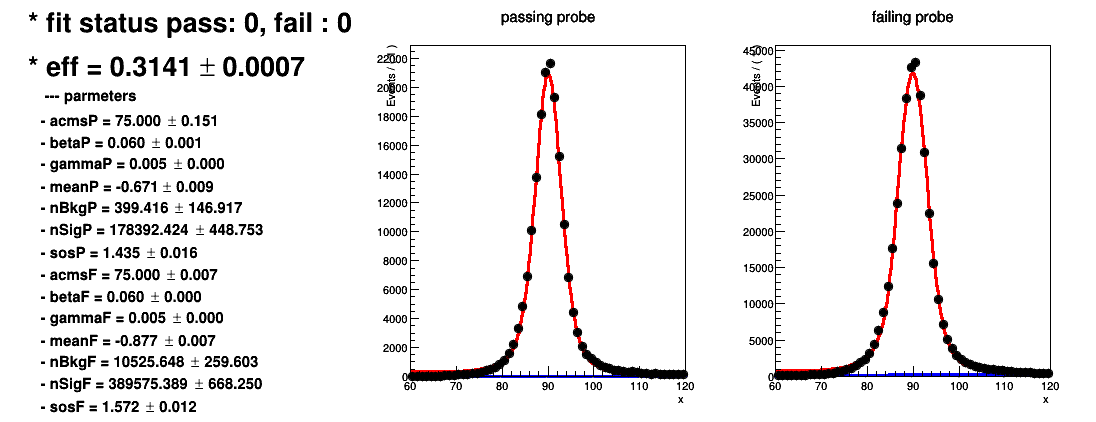 * fit status pass: 0, fail : 0
* eff = 0.3141 ± 0.0007
--- parmeters
- acmsP = 75.000 ± 0.151
- betaP = 0.060 ± 0.001
- gammaP = 0.005 ± 0.000
- meanP = -0.671 ± 0.009
- nBkgP = 399.416 ± 146.917
- nSigP = 178392.424 ± 448.753
- sosP = 1.435 ± 0.016
- acmsF = 75.000 ± 0.007
- betaF = 0.060 ± 0.000
- gammaF = 0.005 ± 0.000
- meanF = -0.877 ± 0.007
- nBkgF = 10525.648 ± 259.603
- nSigF = 389575.389 ± 668.250
- sosF = 1.572 ± 0.012
passing probe
Events / ( )
22000
20000
18000
16000
14000
12000
10000
8000
6000
4000
2000
0
60 70 80 90 100 110 120
x
failing probe
Events / ( )
45000
40000
35000
30000
25000
20000
15000
10000
5000
0
60 70 80 90 100 110 120
x